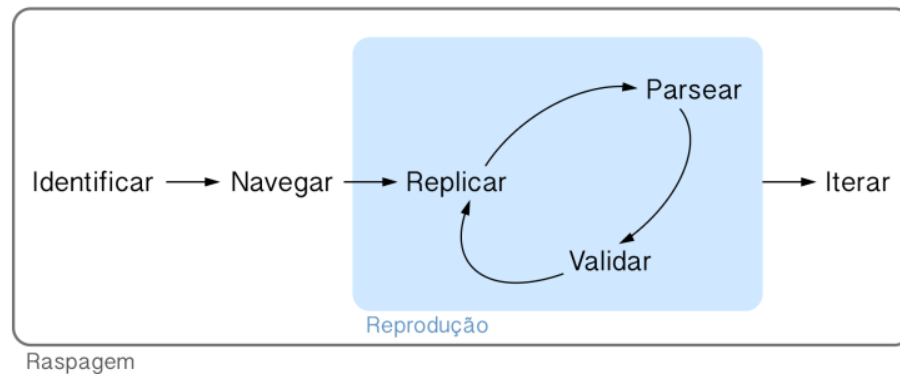 Parsear
Identificar
Navegar
Replicar
Iterar
Validar
Reprodução
Raspagem